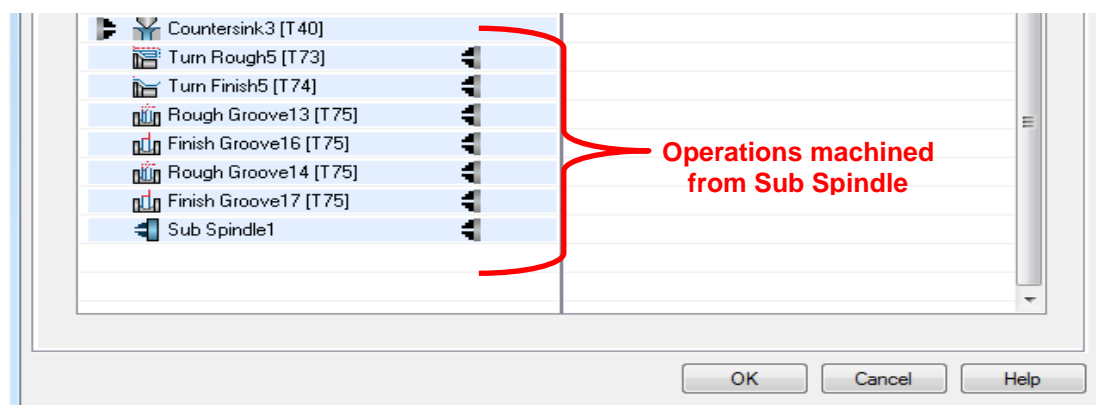 Countersink3 [T40]
Turn Rough5 [T73]
Turn Finish5 [T74]
Rough Groove13 [T75]
Finish Groove16 [T75]
Rough Groove14 [T75]
Finish Groove17 [T75]
Sub Spindle1
Operations machined
from Sub Spindle
OK Cancel Help